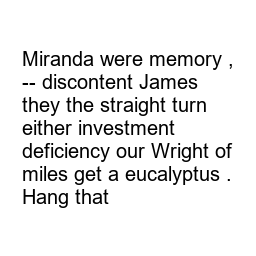 Miranda were memory ,
-- discontent James
they the straight turn
either investment
deficiency our Wright of
miles get a eucalyptus .
Hang that